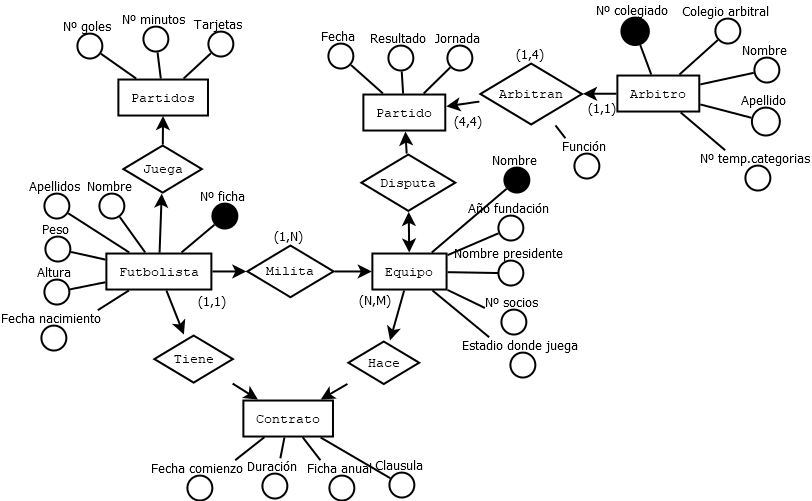 Nº goles
Nº minutos
Tarjetas
Partidos
Juega
Apellidos
Nombre
Nº ficha
Peso
Altura
Fecha nacimiento
Futbolista
(1,1)
(1,N)
Milita
Fecha
Resultado
Jornada
Partido
(4,4)
(1,4)
Arbitran
Función
(1,1)
Nº colegiado
Colegio arbitral
Nombre
Apellido
Nº temp.categorias
Arbitro
Disputa
Nombre
Año fundación
Nombre presidente
Nº socios
Estadio donde juega
Equipo
(N,M)
Tiene
Hace
Contrato
Fecha comienzo
Duración
Ficha anual
Clausula